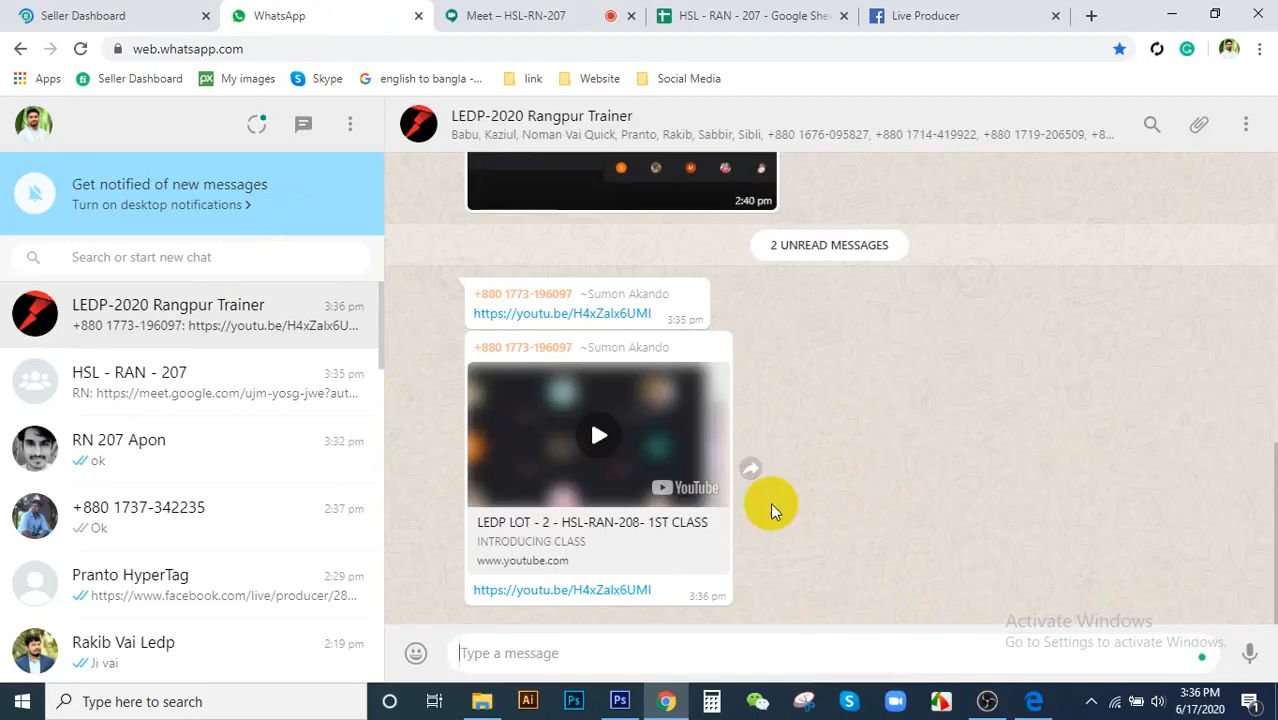 Seller Dashboard
WhatsApp
Meet – HSL-RN-207
HSL - RAN - 207 - Google She
Live Producer
web.whatsapp.com
Apps
Seller Dashboard
px
My images
Skype
english to bangla -...
link
Website
Social Media
LEDP-2020 Rangpur Trainer
Babu, Kaziul, Noman Vai Quick, Pranto, Rakib, Sabbir, Sibli, +880 1676-095827, +880 1714-419922, +880 1719-206509, +8...
Get notified of new messages
Turn on desktop notifications >
Search or start new chat
LEDP-2020 Rangpur Trainer
3:36 pm
+880 1773-196097: https://youtu.be/H4xZalx6U...
HSL - RAN - 207
3:35 pm
RN: https://meet.google.com/ujm-yosg-jwe?aut...
RN 207 Apon
3:32 pm
ok
+880 1737-342235
2:37 pm
Ok
Pranto HyperTag
2:29 pm
https://www.facebook.com/live/producer/28...
Rakib Vai Ledp
2:19 pm
Ji vai
2:40 pm
2 UNREAD MESSAGES
+880 1773-196097 ~Sumon Akando
https://youtu.be/H4xZalx6UMI
3:35 pm
+880 1773-196097 ~Sumon Akando
YouTube
LEDP LOT - 2 - HSL-RAN-208- 1ST CLASS
INTRODUCING CLASS
www.youtube.com
https://youtu.be/H4xZalx6UMI
3:36 pm
Activate Windows
Go to Settings to activate Windows.
Type a message
Type here to search
Ai
Ps
Ps
3:36 PM
6/17/2020
1